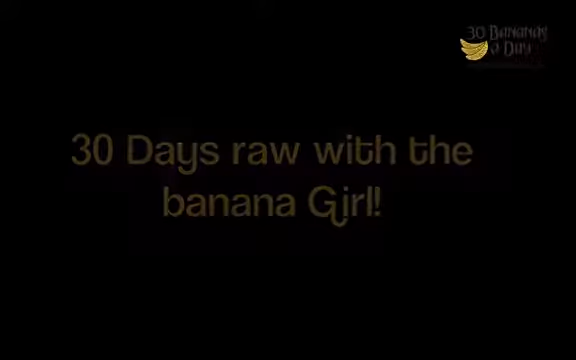 30 Bananas
a Day
30 Days raw with the
banana Girl!